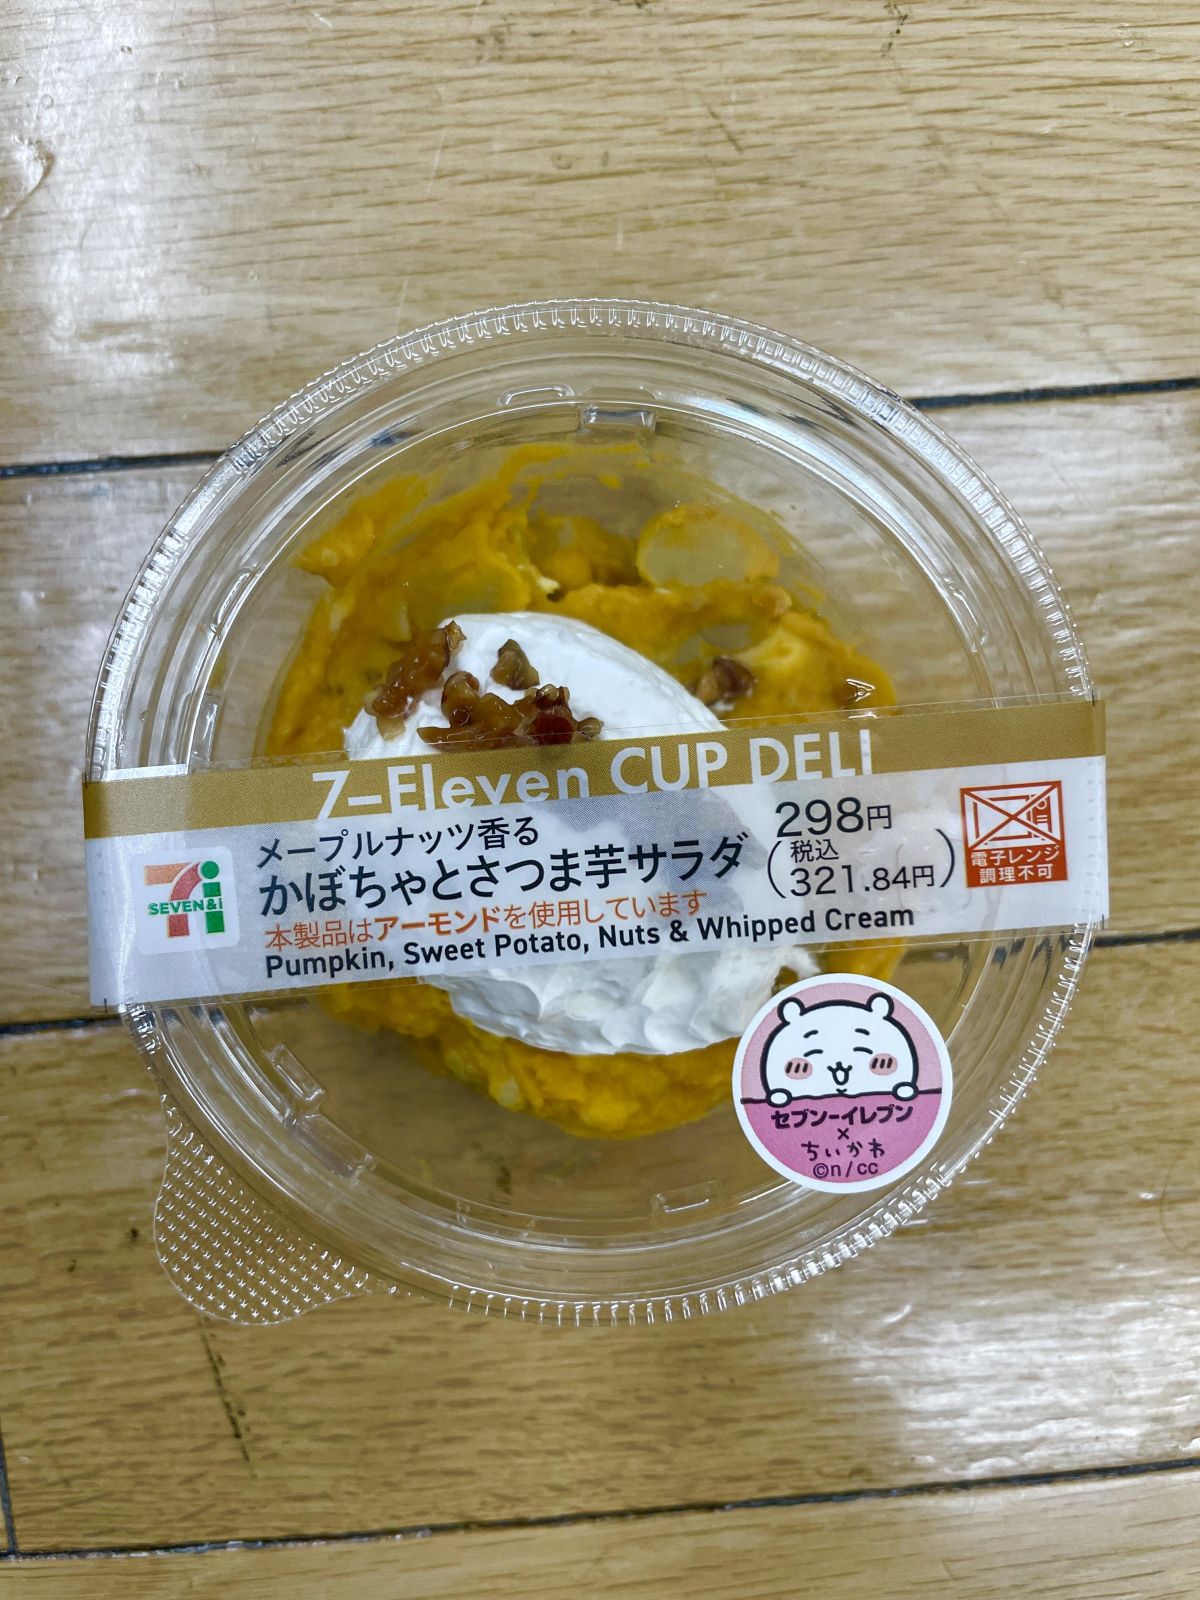 7-Eleven CUP DELI
メープルナッツ香る
かぼちゃとさつま芋サラダ
298円
(税込
321.84円)
本製品はアーモンドを使用しています
Pumpkin, Sweet Potato, Nuts & Whipped Cream
SEVEN&i
電子レンジ
調理不可
セブン-イレブン
×
ちいかわ
©n/cc